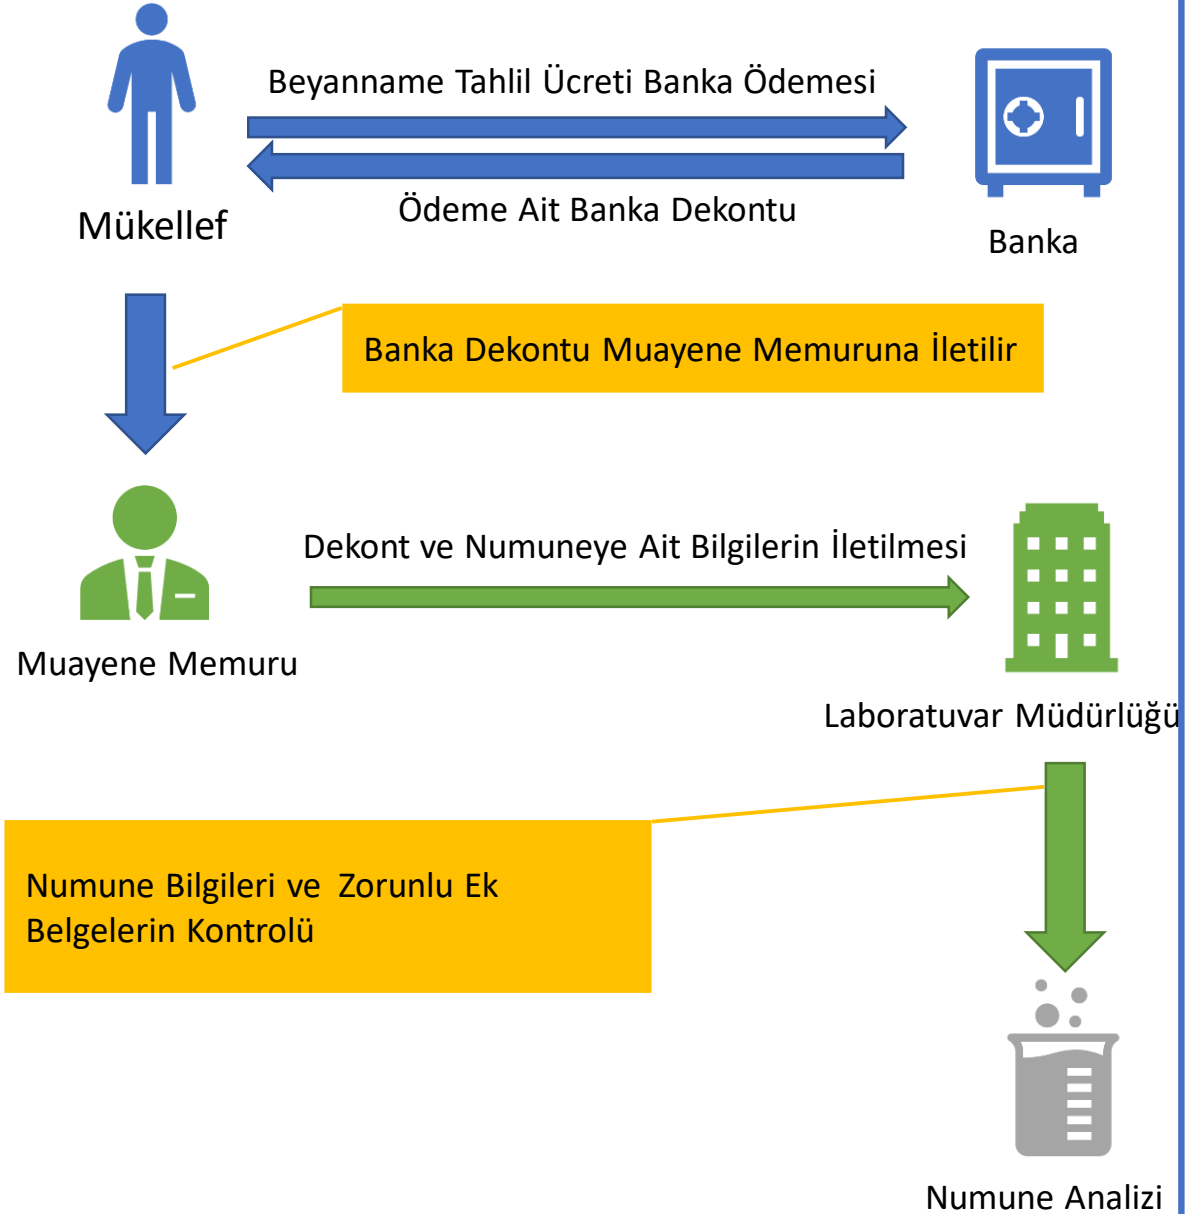 Beyanname Tahlil Ücreti Banka Ödemesi
Ödeme Ait Banka Dekontu
Mükellef
Banka
Banka Dekontu Muayene Memuruna İletilir
Dekont ve Numuneye Ait Bilgilerin İletilmesi
Muayene Memuru
Laboratuvar Müdürlüğü
Numune Bilgileri ve Zorunlu Ek
Belgelerin Kontrolü
Numune Analizi